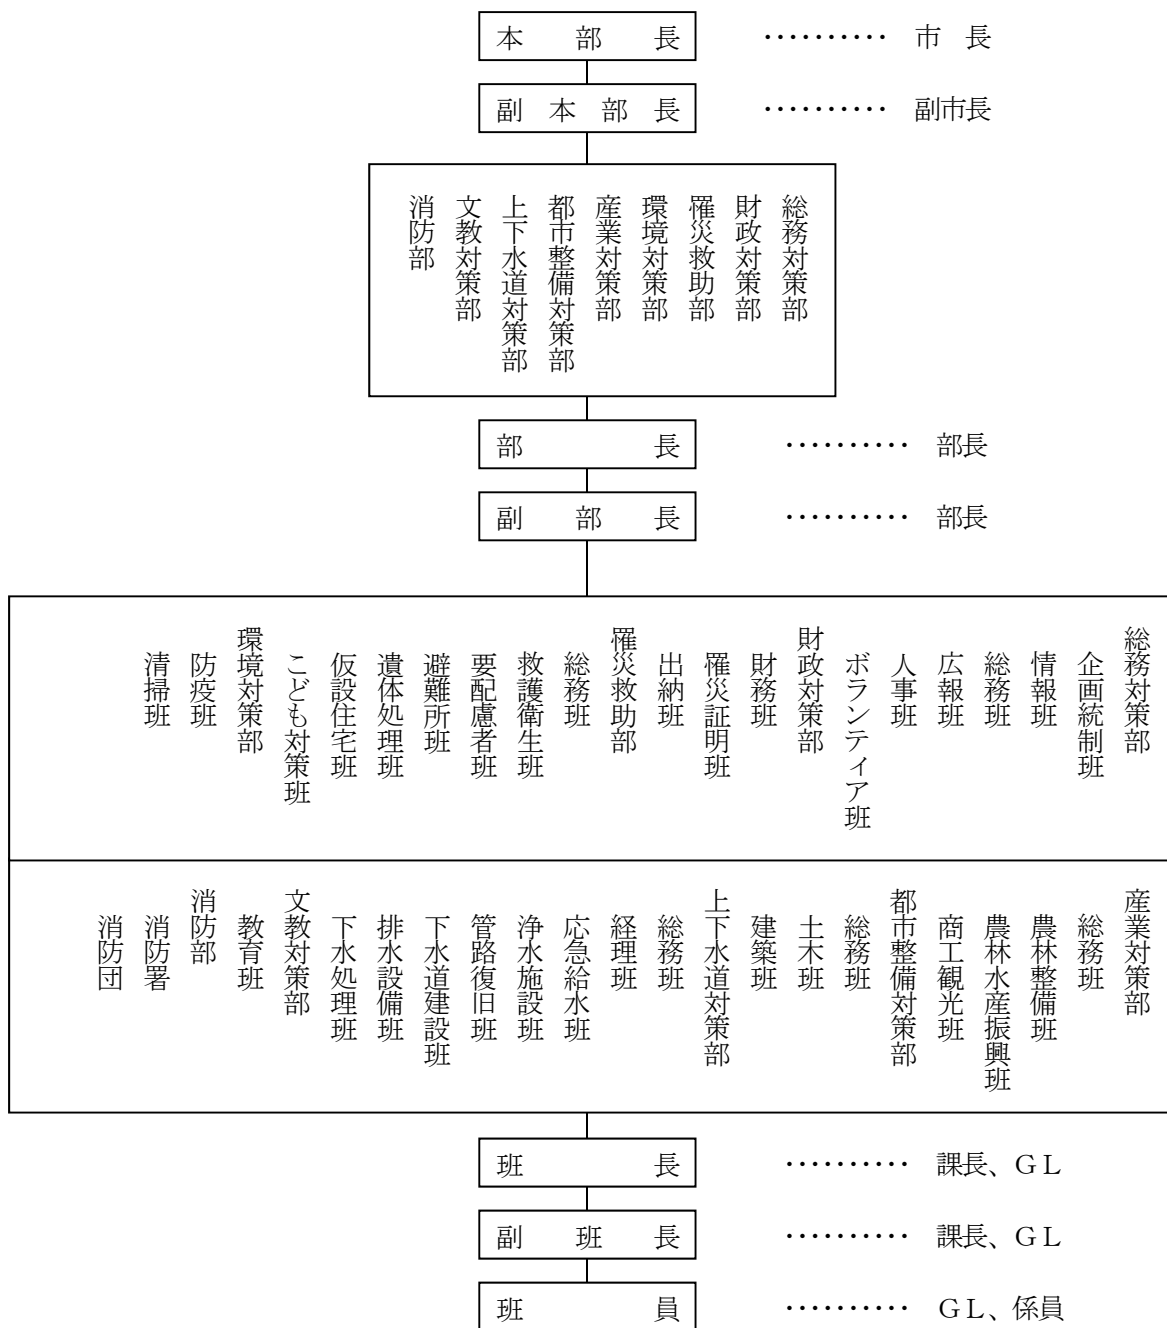 本部長 ‥‥‥‥‥ 市長
副本部長 ‥‥‥‥‥ 副市長
総務対策部
財政対策部
罹災救助部
環境対策部
産業対策部
都市整備対策部
上下水道対策部
文教対策部
消防部
部長 ‥‥‥‥‥ 部長
副部長 ‥‥‥‥‥ 部長
総務対策部
企画統制班
情報班
総務班
広報班
人事班
ボランティア班
財政対策部
財務班
罹災証明班
出納班
罹災救助部
総務班
救護衛生班
要配慮者班
避難所班
遺体処理班
仮設住宅班
こども対策班
環境対策部
防疫班
清掃班
産業対策部
総務班
農林整備班
農林水産振興班
商工観光班
都市整備対策部
総務班
土木班
建築班
上下水道対策部
総務班
経理班
応急給水班
浄水施設班
管路復旧班
下水道建設班
排水設備班
下水処理班
文教対策部
教育班
消防部
消防署
消防団
班長 ‥‥‥‥‥ 課長、ＧＬ
副班長 ‥‥‥‥‥ 課長、ＧＬ
班員 ‥‥‥‥‥ ＧＬ、係員